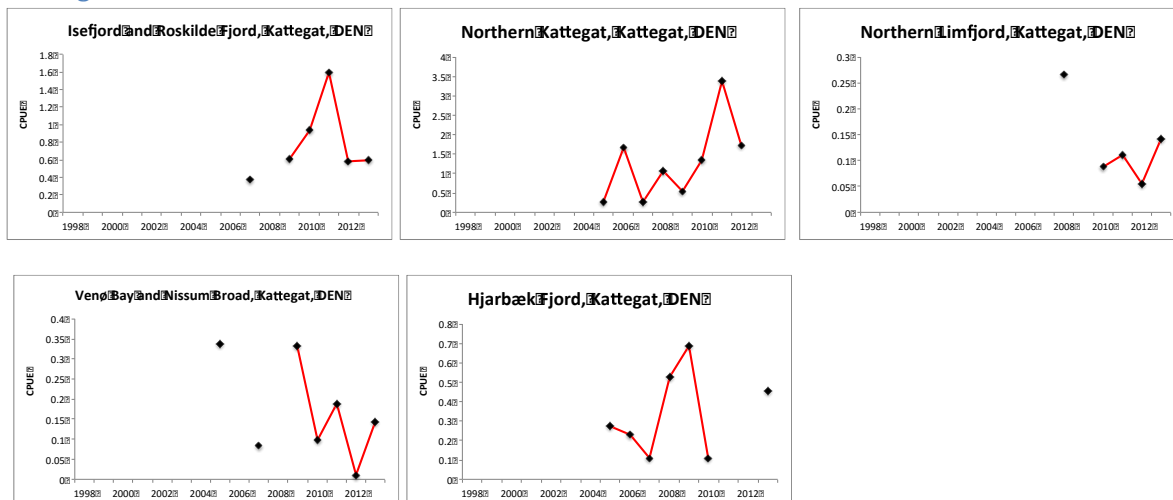 Isefjord and Roskilde Fjord, Kattegat, DEN
CPUE
1.8
1.6
1.4
1.2
1
0.8
0.6
0.4
0.2
0
1998 2000 2002 2004 2006 2010 2012
Northern Kattegat, Kattegat, DEN
CPUE
4
3.5
3
2.5
2
1.5
1
0.5
0
1998 2000 2002 2004 2006 2008 2010 2012
Northern Limfjord, Kattegat, DEN
CPUE
0.3
0.25
0.20
0.15
0.10
0.05
0
1998 2000 2002 2004 2006 2008 2010 2012
Venø Bay and Nissum Broad, Kattegat, DEN
CPUE
0.4
0.35
0.3
0.25
0.20
0.15
0.10
0.05
0
1998 2000 2002 2004 2006 2008 2010 2012
Hjarbæk Fjord, Kattegat, DEN
CPUE
0.8
0.7
0.6
0.5
0.4
0.3
0.2
0.1
0
1998 2000 2002 2004 2006 2008 2010 2012